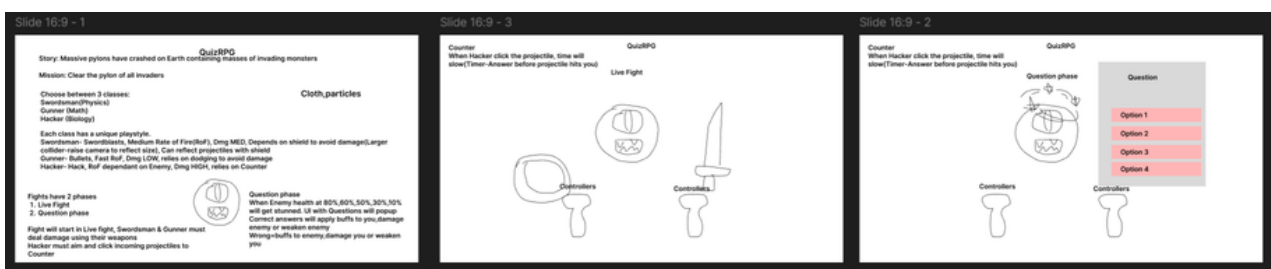 Slide 16:9 - 1
QuizRPG
Story: Massive pylons have crashed on Earth containing masses of invading monsters
Mission: Clear the pylon of all invaders
Choose between 3 classes:
Swordsman(Physics)
Gunner (Math)
Hacker (Biology)
Cloth,particles
Each class has a unique playstyle.
Swordsman- Swordblasts, Medium Rate of Fire(RoF), Dmg MED, Depends on shield to avoid damage(Larger
collider-raise camera to reflect size), Can reflect projectiles with shield
Gunner- Bullets, Fast RoF, Dmg LOW, relies on dodging to avoid damage
Hacker- Hack, RoF dependant on Enemy, Dmg HIGH, relies on Counter
Fights have 2 phases
1. Live Fight
2. Question phase
Fight will start in Live fight, Swordsman & Gunner must
deal damage using their weapons
Hacker must aim and click incoming projectiles to
Counter
Question phase
When Enemy health at 80%,60%,50%,30%,10%
will get stunned. UI with Questions will popup
Correct answers will apply buffs to you,damage
enemy or weaken enemy
Wrong=buffs to enemy,damage you or weaken
you
Slide 16:9 - 3
Counter
When Hacker click the projectile, time will
slow(Timer-Answer before projectile hits you)
QuizRPG
Live Fight
Controllers
Controllers
Slide 16:9 - 2
Counter
When Hacker click the projectile, time will
slow(Timer-Answer before projectile hits you)
QuizRPG
Question phase
Question
Option 1
Option 2
Option 3
Option 4
Controllers
Controllers